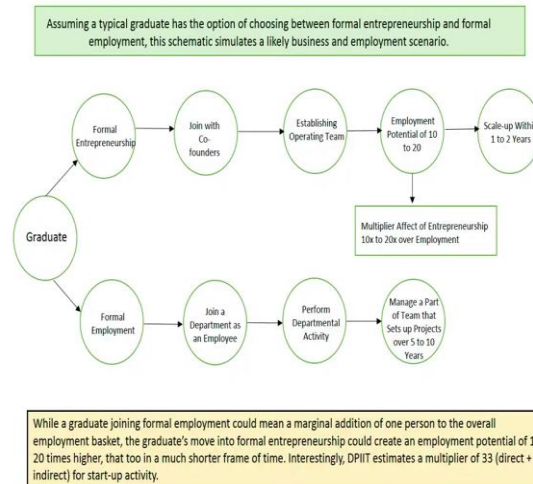 Assuming a typical graduate has the option of choosing between formal entrepreneurship and formal
employment, this schematic simulates a likely business and employment scenario.
Formal
Entrepreneurship
Join with
Co-
founders
Establishing
Operating Team
Employment
Potential of 10
to 20
Scale-up Within
1 to 2 Years
Multiplier Affect of Entrepreneurship
10x to 20x over Employment
Graduate
Formal
Employment
Join a
Department as
an Employee
Perform
Departmental
Activity
Manage a Part
of Team that
Sets up Projects
over 5 to 10
Years
While a graduate joining formal employment could mean a marginal addition of one person to the overall
employment basket, the graduate's move into formal entrepreneurship could create an employment potential of
20 times higher, that too in a much shorter frame of time. Interestingly, DPIIT estimates a multiplier of 33 (direct +
indirect) for start-up activity.